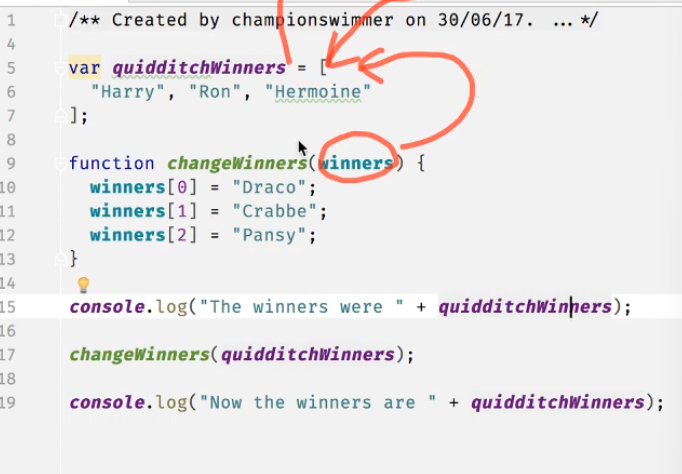 1 /** Created by championswimmer on 30/06/17. ...*/
4
5 var quidditchWinners = [
6 "Harry", "Ron", "Hermoine"
7 ];
8
9 function changeWinners(winners) {
10 winners[0] = "Draco";
11 winners[1] = "Crabbe";
12 winners[2] = "Pansy";
13 }
14
15 console.log("The winners were " + quidditchWinners);
16
17 changeWinners(quidditchWinners);
18
19 console.log("Now the winners are " + quidditchWinners);